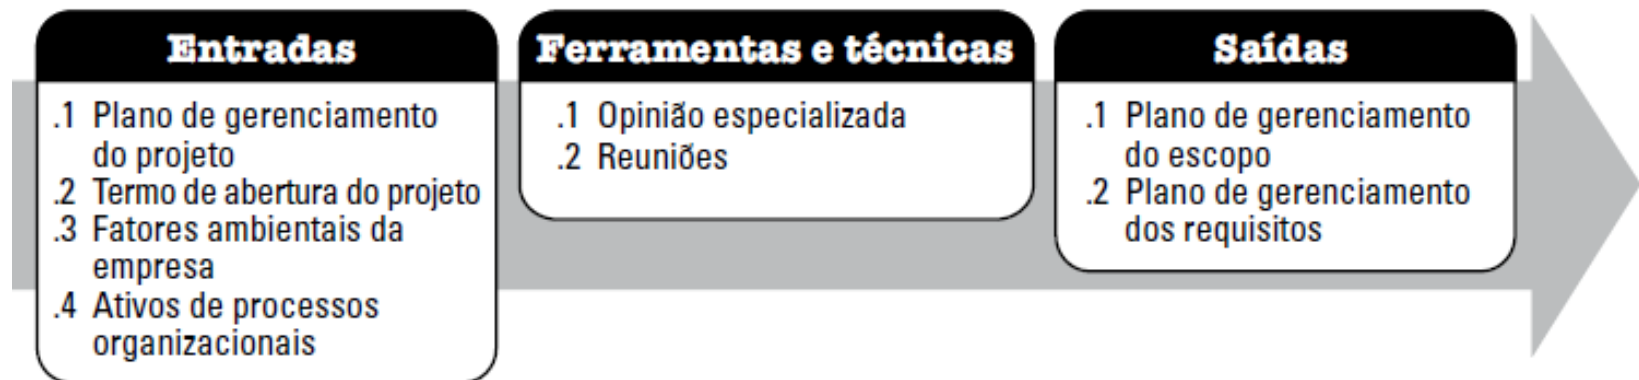 Entradas
.1 Plano de gerenciamento
do projeto
.2 Termo de abertura do projeto
.3 Fatores ambientais da
empresa
.4 Ativos de processos
organizacionais
Ferramentas e técnicas
.1 Opinião especializada
.2 Reuniões
Saídas
.1 Plano de gerenciamento
do escopo
.2 Plano de gerenciamento
dos requisitos